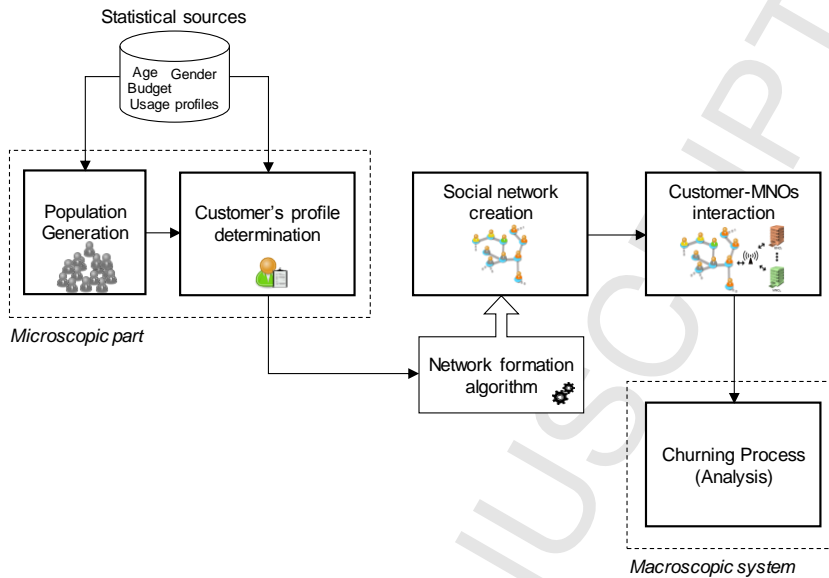 Statistical sources
Age Gender
Budget
Usage profiles
Population
Generation
Customer's profile
determination
Microscopic part
Social network
creation
Customer-MNOs
interaction
Network formation
algorithm
Churning Process
(Analysis)
Macroscopic system